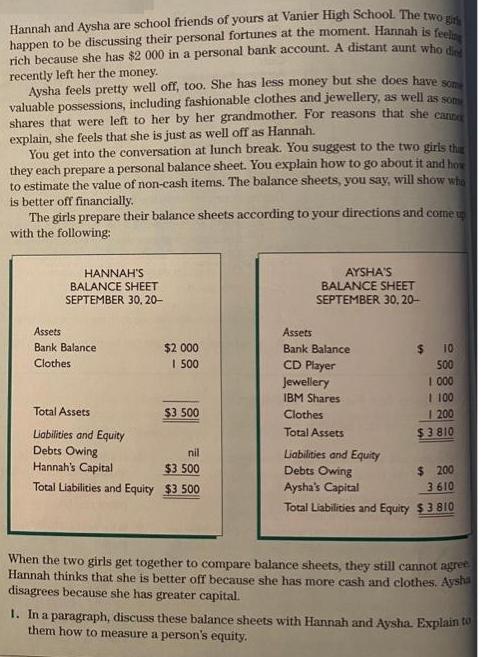 Hannah and Aysha are school friends of yours at Vanier High School. The two
happen to be discussing their personal fortunes at the moment. Hannah is
rich because she has $2 000 in a personal bank account. A distant aunt who
recently left her the money.
Aysha feels pretty well off, too. She has less money but she does have
valuable possessions, including fashionable clothes and jewellery, as well as
shares that were left to her by her grandmother. For reasons that she
explain, she feels that she is just as well off as Hannah.
You get into the conversation at lunch break. You suggest to the two girls
they each prepare a personal balance sheet. You explain how to go about it and
to estimate the value of non-cash items. The balance sheets, you say, will show
is better off financially.
The girls prepare their balance sheets according to your directions and come
with the following:
HANNAH'S
BALANCE SHEET
SEPTEMBER 30, 20–
Assets
Bank Balance $2 000
Clothes 1 500
Total Assets $3 500
Liabilities and Equity
Debts Owing nil
Hannah's Capital $3 500
Total Liabilities and Equity $3 500
AYSHA'S
BALANCE SHEET
SEPTEMBER 30, 20–
Assets
Bank Balance $ 10
CD Player 500
Jewellery 1 000
IBM Shares 1 100
Clothes 1 200
Total Assets $ 3 810
Liabilities and Equity
Debts Owing $ 200
Aysha's Capital 3 610
Total Liabilities and Equity $ 3 810
When the two girls get together to compare balance sheets, they still cannot agree.
Hannah thinks that she is better off because she has more cash and clothes. Aysha
disagrees because she has greater capital.
1. In a paragraph, discuss these balance sheets with Hannah and Aysha. Explain to
them how to measure a person's equity.